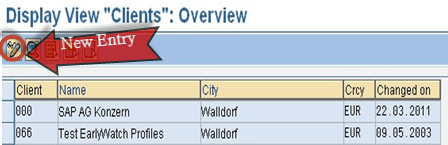 Display View "Clients": Overview
New Entry
Client Name City Crcy Changed on
000 SAP AG Konzern Walldorf EUR 22.03.2011
066 Test EarlyWatch Profiles Walldorf EUR 09.05.2003